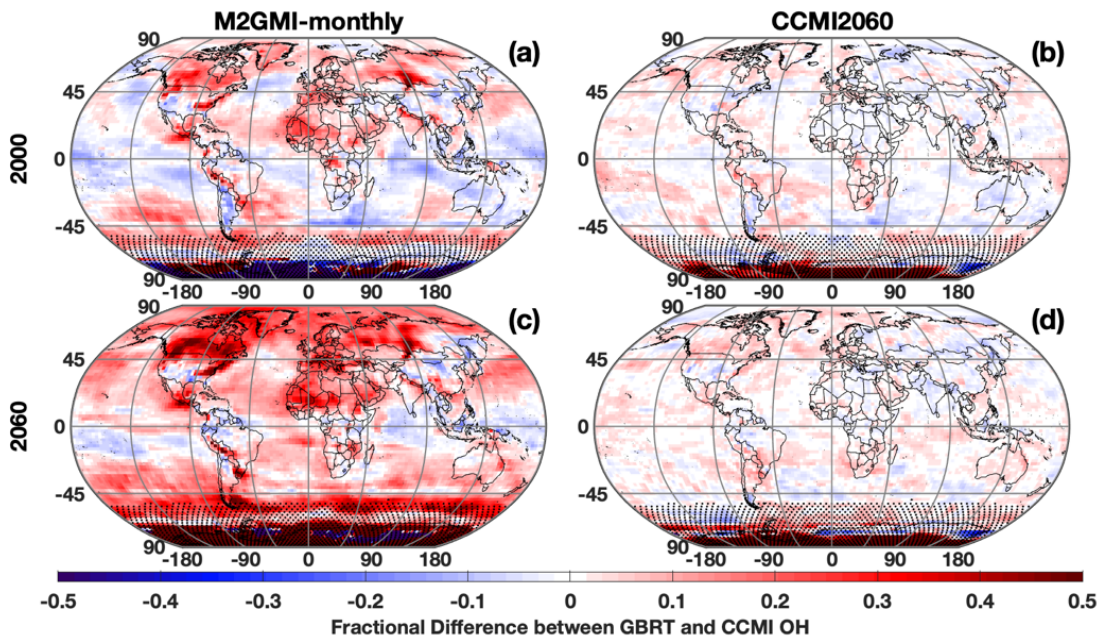 M2GMI-monthly CCMI2060
90 (a) 90 (b)
45 45
2000 0 0
-45 -45
90 90
-180 -90 0 90 180 -180 -90 0 90 180
90 (c) 90 (d)
45 45
2060 0 0
-45 -45
90 90
-180 -90 0 90 180 -180 -90 0 90 180
-0.5 -0.4 -0.3 -0.2 -0.1 0 0.1 0.2 0.3 0.4 0.5
Fractional Difference between GBRT and CCMI OH